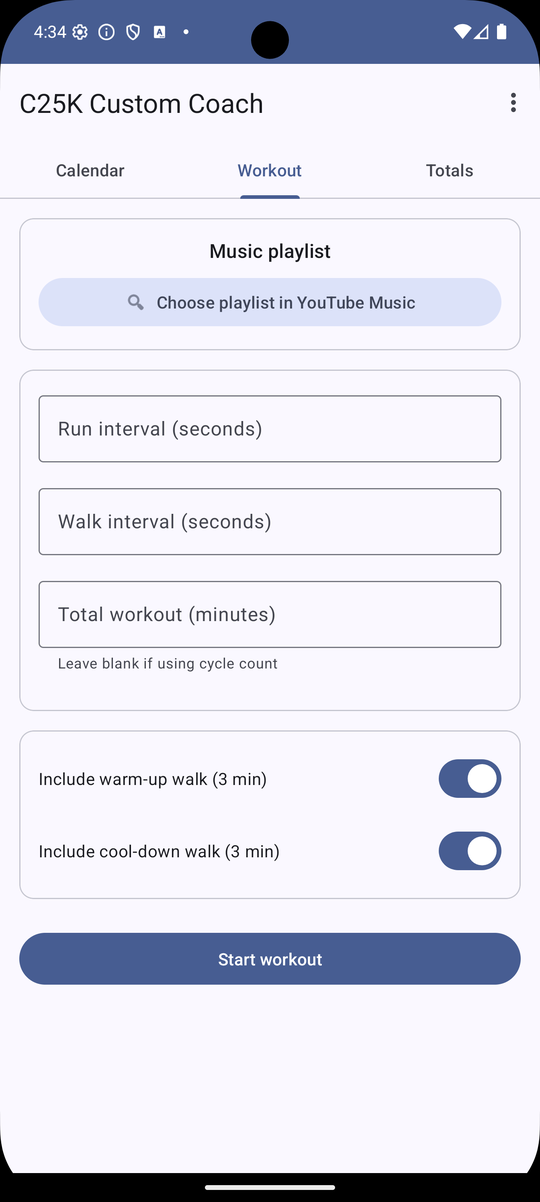 4:34
C25K Custom Coach
Calendar
Workout
Totals
Music playlist
Choose playlist in YouTube Music
Run interval (seconds)
Walk interval (seconds)
Total workout (minutes)
Leave blank if using cycle count
Include warm-up walk (3 min)
Include cool-down walk (3 min)
Start workout